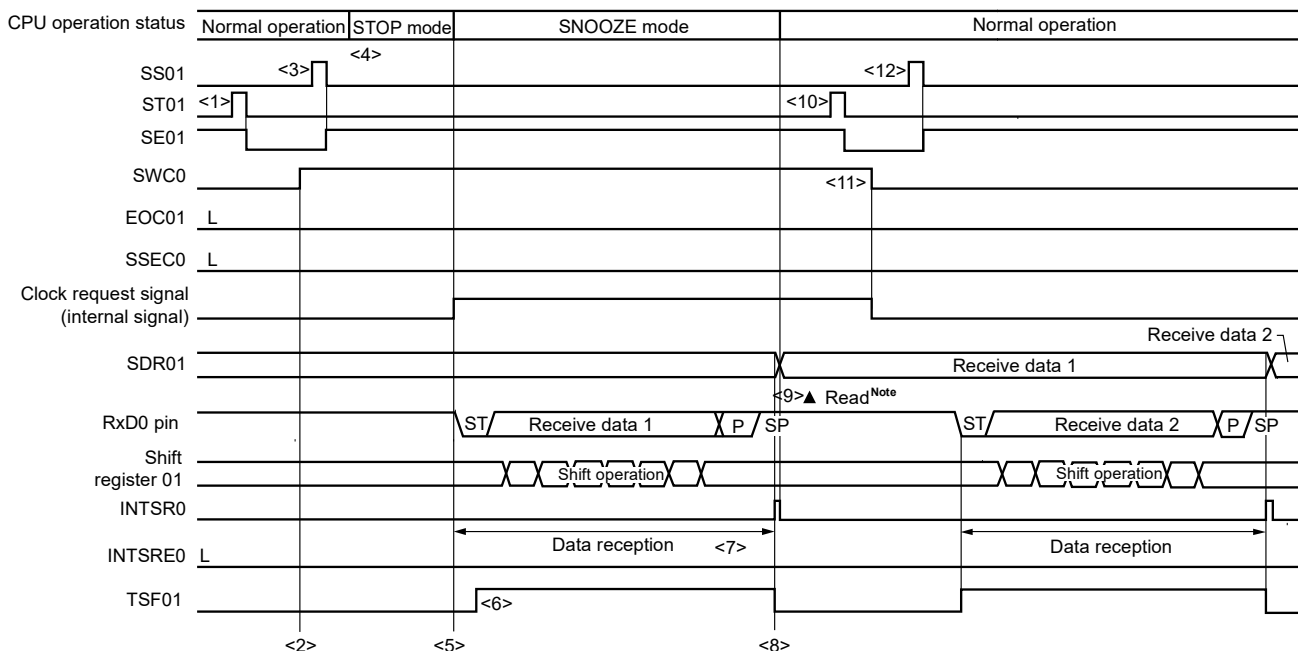 CPU operation status Normal operation STOP mode SNOOZE mode Normal operation
<4>
SS01 <3> <12>
ST01 <1> <10>
SE01
SWC0 <11>
EOC01 L
SSEC0 L
Clock request signal
(internal signal)
Receive data 2
SDR01 Receive data 1
<9>▲ Read Note
RxD0 pin ST Receive data 1 P SP ST Receive data 2 P SP
Shift
register 01 Shift operation Shift operation
INTSR0
Data reception <7> Data reception
INTSRE0 L
TSF01 <6>
<2> <5> <8>